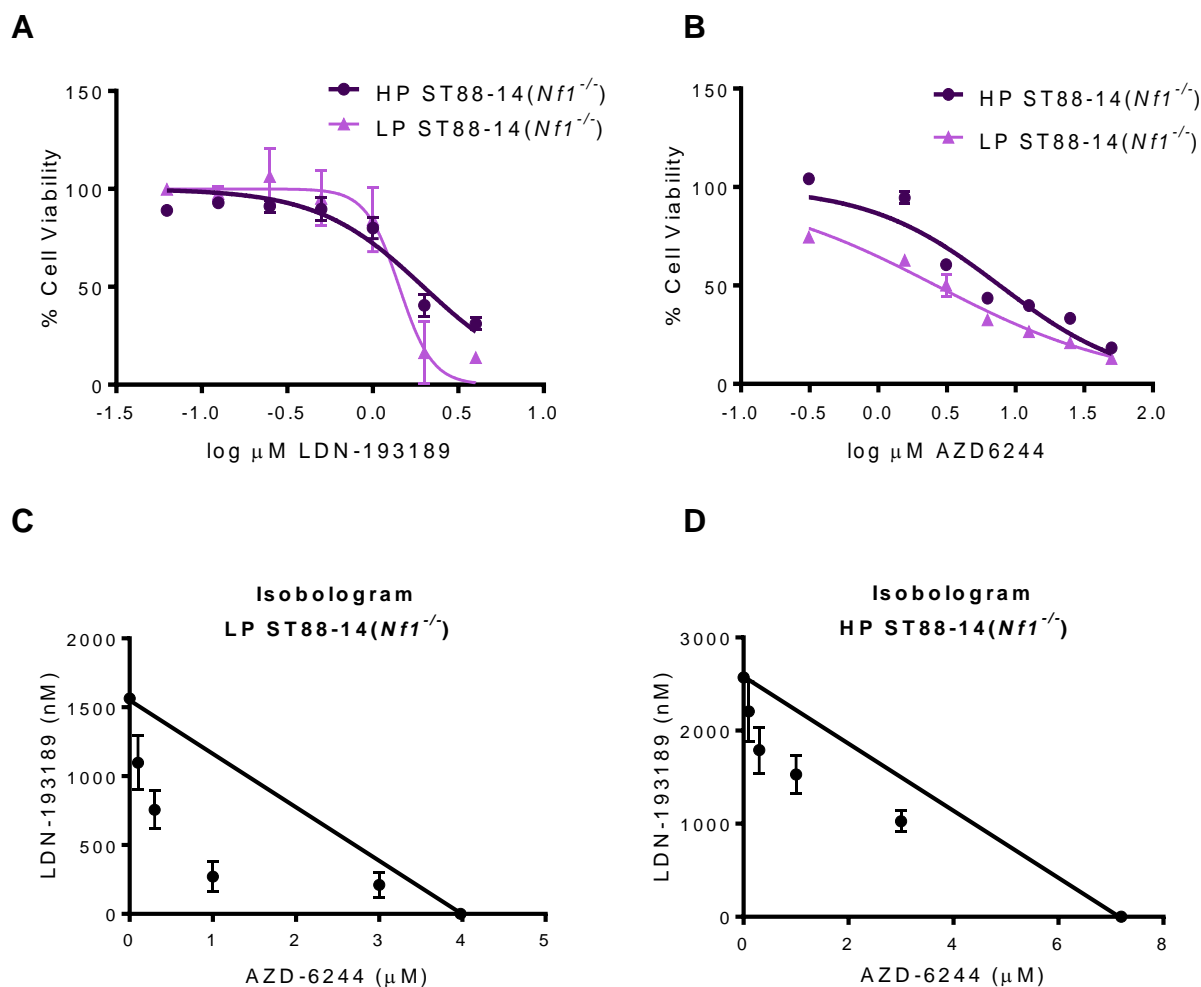 A
HP ST88-14(Nf1-/-)
LP ST88-14(Nf1-/-)
150
100
50
0
% Cell Viability
-1.5 -1.0 -0.5 0.0 0.5 1.0
log μM LDN-193189
B
HP ST88-14(Nf1-/-)
LP ST88-14(Nf1-/-)
150
100
50
0
% Cell Viability
-1.0 -0.5 0.0 0.5 1.0 1.5 2.0
log μM AZD6244
C
Isobologram
LP ST88-14(Nf1-/-)
2000
1500
1000
500
0
LDN-193189 (nM)
0 1 2 3 4 5
AZD-6244 (μM)
D
Isobologram
HP ST88-14(Nf1-/-)
3000
2000
1000
0
LDN-193189 (nM)
0 2 4 6 8
AZD-6244 (μM)